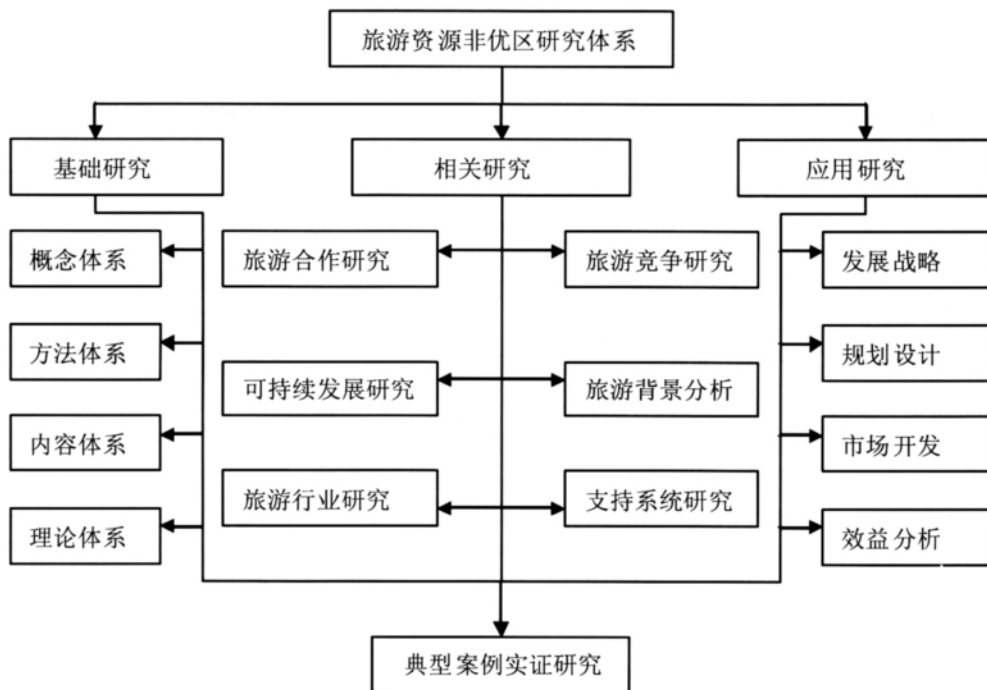 旅游资源非优区研究体系
基础研究
相关研究
应用研究
概念体系
旅游合作研究
旅游竞争研究
发展战略
方法体系
可持续发展研究
旅游背景分析
规划设计
内容体系
旅游行业研究
支持系统研究
市场开发
理论体系
效益分析
典型案例实证研究